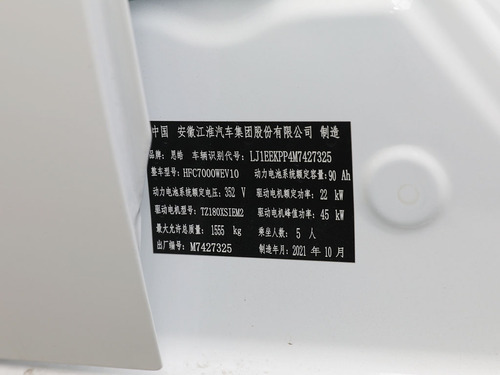 中国 安徽江淮汽车集团股份有限公司 制造
品牌：思皓 车辆识别代号：LJ1EEKPP4M7427325
整车型号：HFC7000WEV10 动力电池系统额定容量：90 Ah
动力电池系统额定电压：352 V 驱动电机额定功率：22 kW
驱动电机型号：TZ180XSIEM2 驱动电机峰值功率：45 kW
最大允许总质量：1555 kg 乘坐人数：5 人
出厂编号：M7427325 制造年月：2021 年 10 月